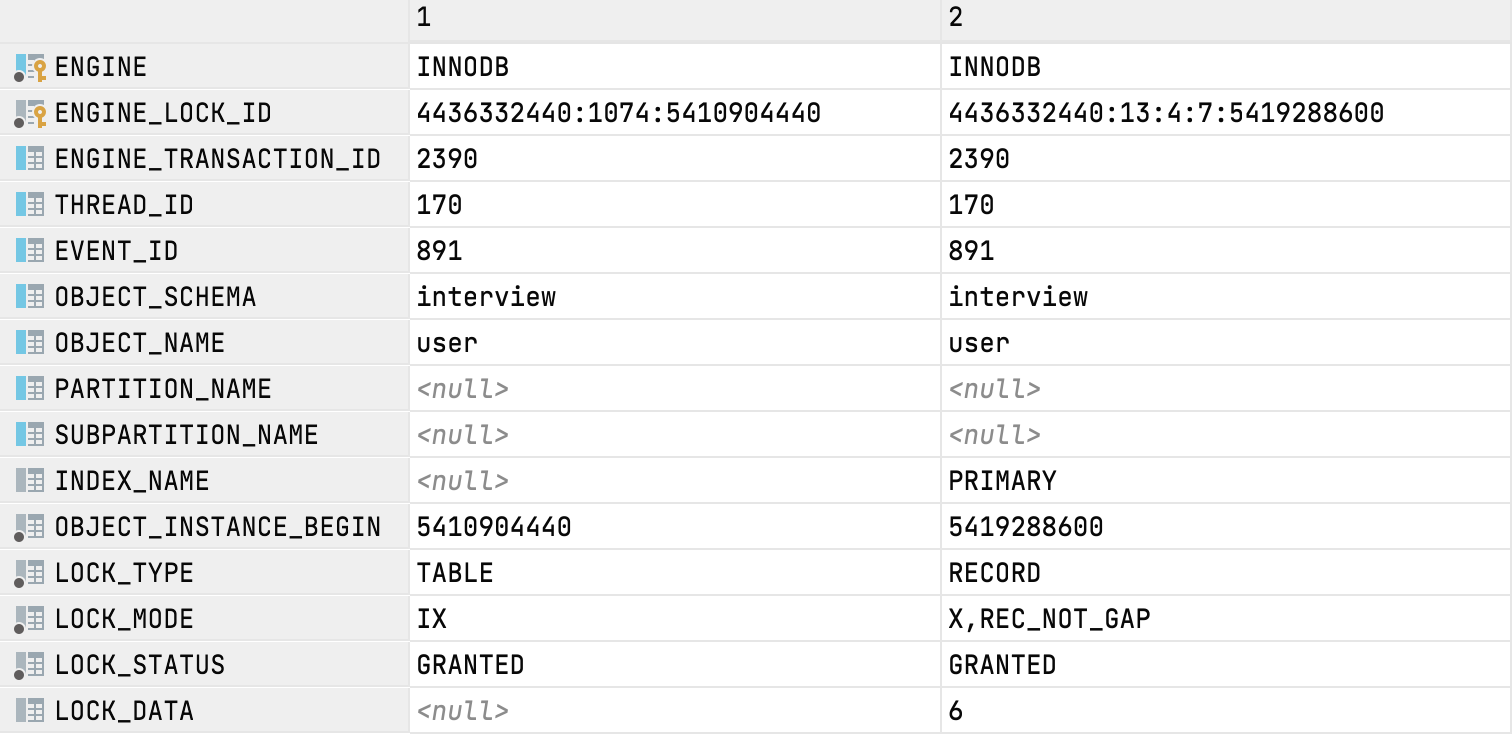 1 2
ENGINE INNODB INNODB
ENGINE_LOCK_ID 4436332440:1074:5410904440 4436332440:13:4:7:5419288600
ENGINE_TRANSACTION_ID 2390 2390
THREAD_ID 170 170
EVENT_ID 891 891
OBJECT_SCHEMA interview interview
OBJECT_NAME user user
PARTITION_NAME <null> <null>
SUBPARTITION_NAME <null> <null>
INDEX_NAME <null> PRIMARY
OBJECT_INSTANCE_BEGIN 5410904440 5419288600
LOCK_TYPE TABLE RECORD
LOCK_MODE IX X,REC_NOT_GAP
LOCK_STATUS GRANTED GRANTED
LOCK_DATA <null> 6